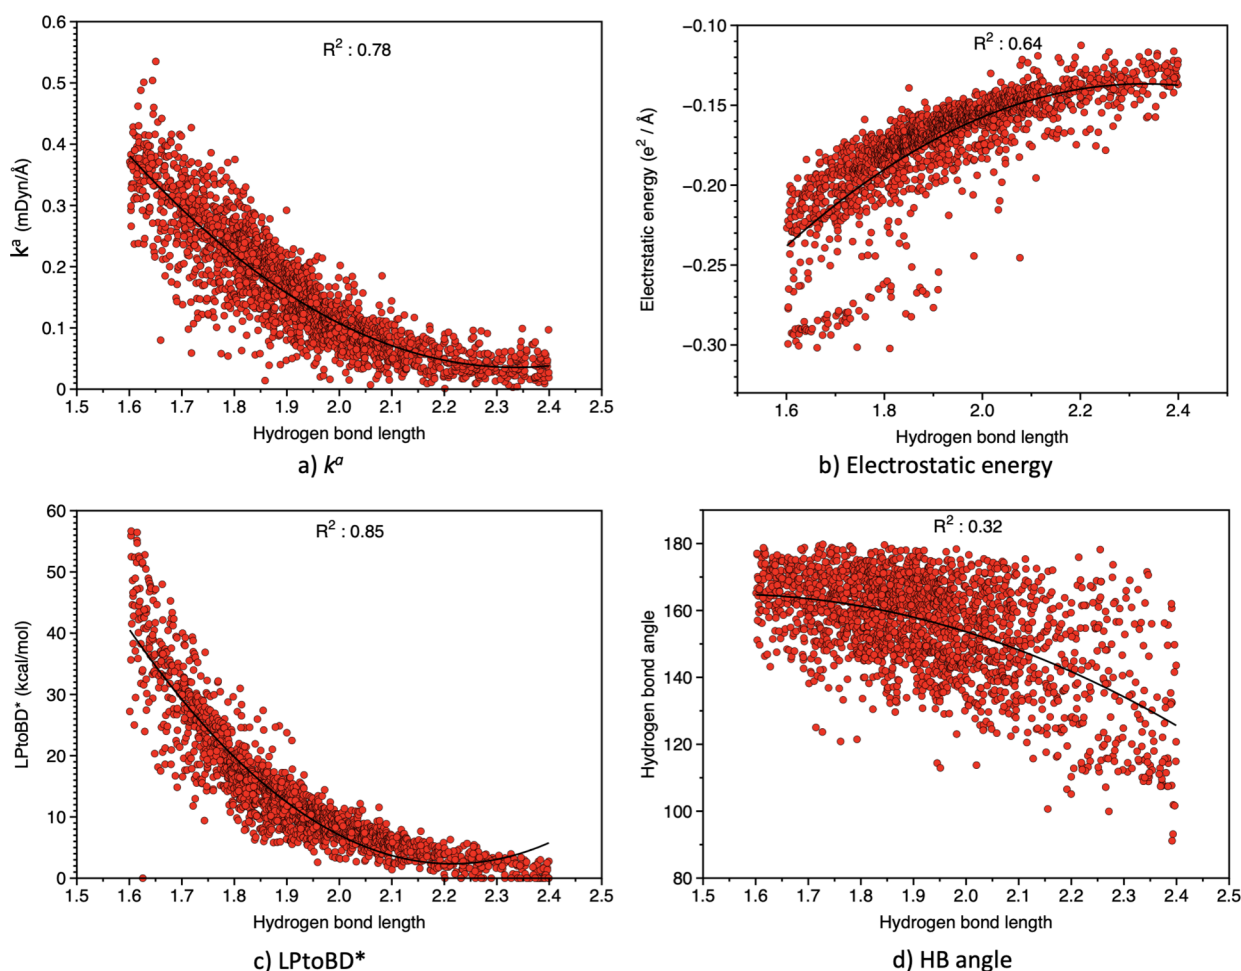 R² : 0.78
0.6
0.5
0.4
0.3
0.2
0.1
0
kᵃ (mDyn/Å)
1.5 1.6 1.7 1.8 1.9 2.0 2.1 2.2 2.3 2.4 2.5
Hydrogen bond length
a) kᵃ
R² : 0.64
−0.10
−0.15
−0.20
−0.25
−0.30
Electrstatic energy (e² / Å)
1.6 1.8 2.0 2.2 2.4
Hydrogen bond length
b) Electrostatic energy
R² : 0.85
60
50
40
30
20
10
0
LPtoBD* (kcal/mol)
1.5 1.6 1.7 1.8 1.9 2.0 2.1 2.2 2.3 2.4 2.5
Hydrogen bond length
c) LPtoBD*
R² : 0.32
180
160
140
120
100
80
Hydrogen bond angle
1.5 1.6 1.7 1.8 1.9 2.0 2.1 2.2 2.3 2.4 2.5
Hydrogen bond length
d) HB angle